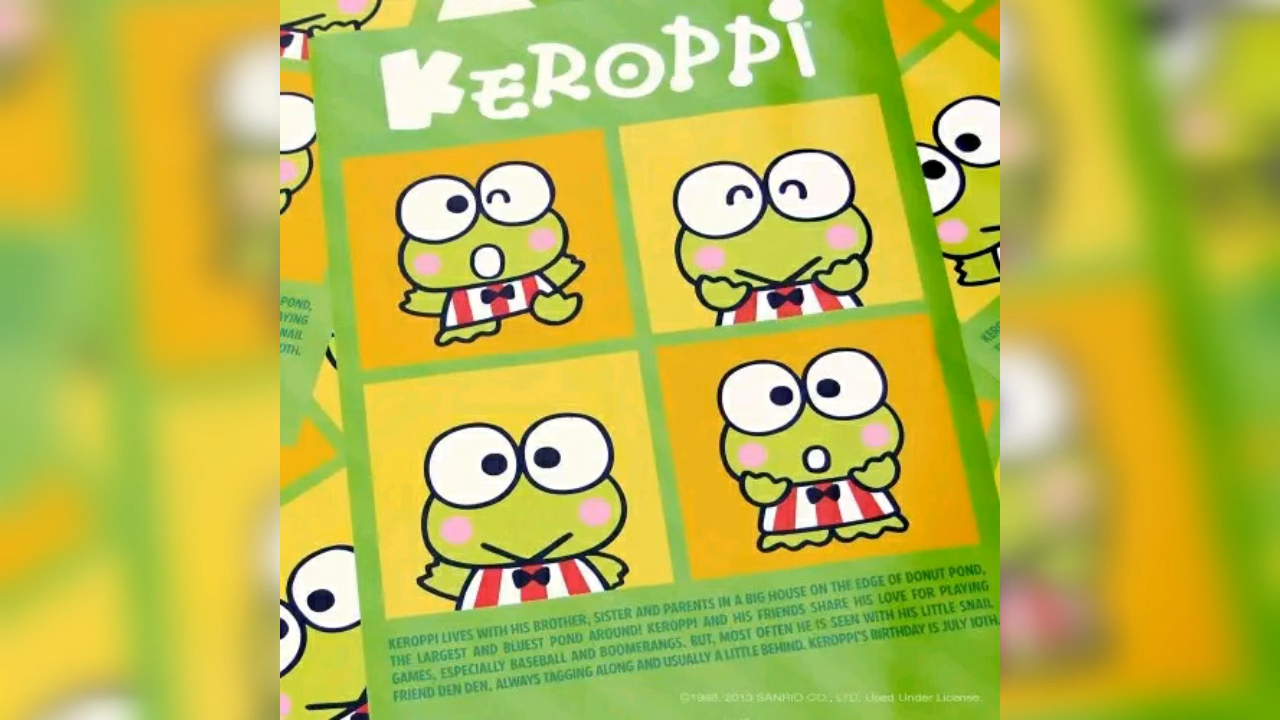 KEROPPI
POND,
NAIL
KEROPPI LIVES WITH HIS BROTHER, SISTER AND PARENTS IN A BIG HOUSE ON THE EDGE OF DONUT POND,
THE LARGEST AND BLUEST POND AROUND! KEROPPI AND HIS FRIENDS SHARE HIS LOVE FOR PLAYING
GAMES, ESPECIALLY BASEBALL AND BOOMERANGS. BUT, MOST OFTEN HE IS SEEN WITH HIS LITTLE SNAIL
FRIEND DEN DEN, ALWAYS TAGGING ALONG AND USUALLY A LITTLE BEHIND. KEROPPI'S BIRTHDAY IS JULY 10TH.
SANRIO CO., LTD. Used Under License.